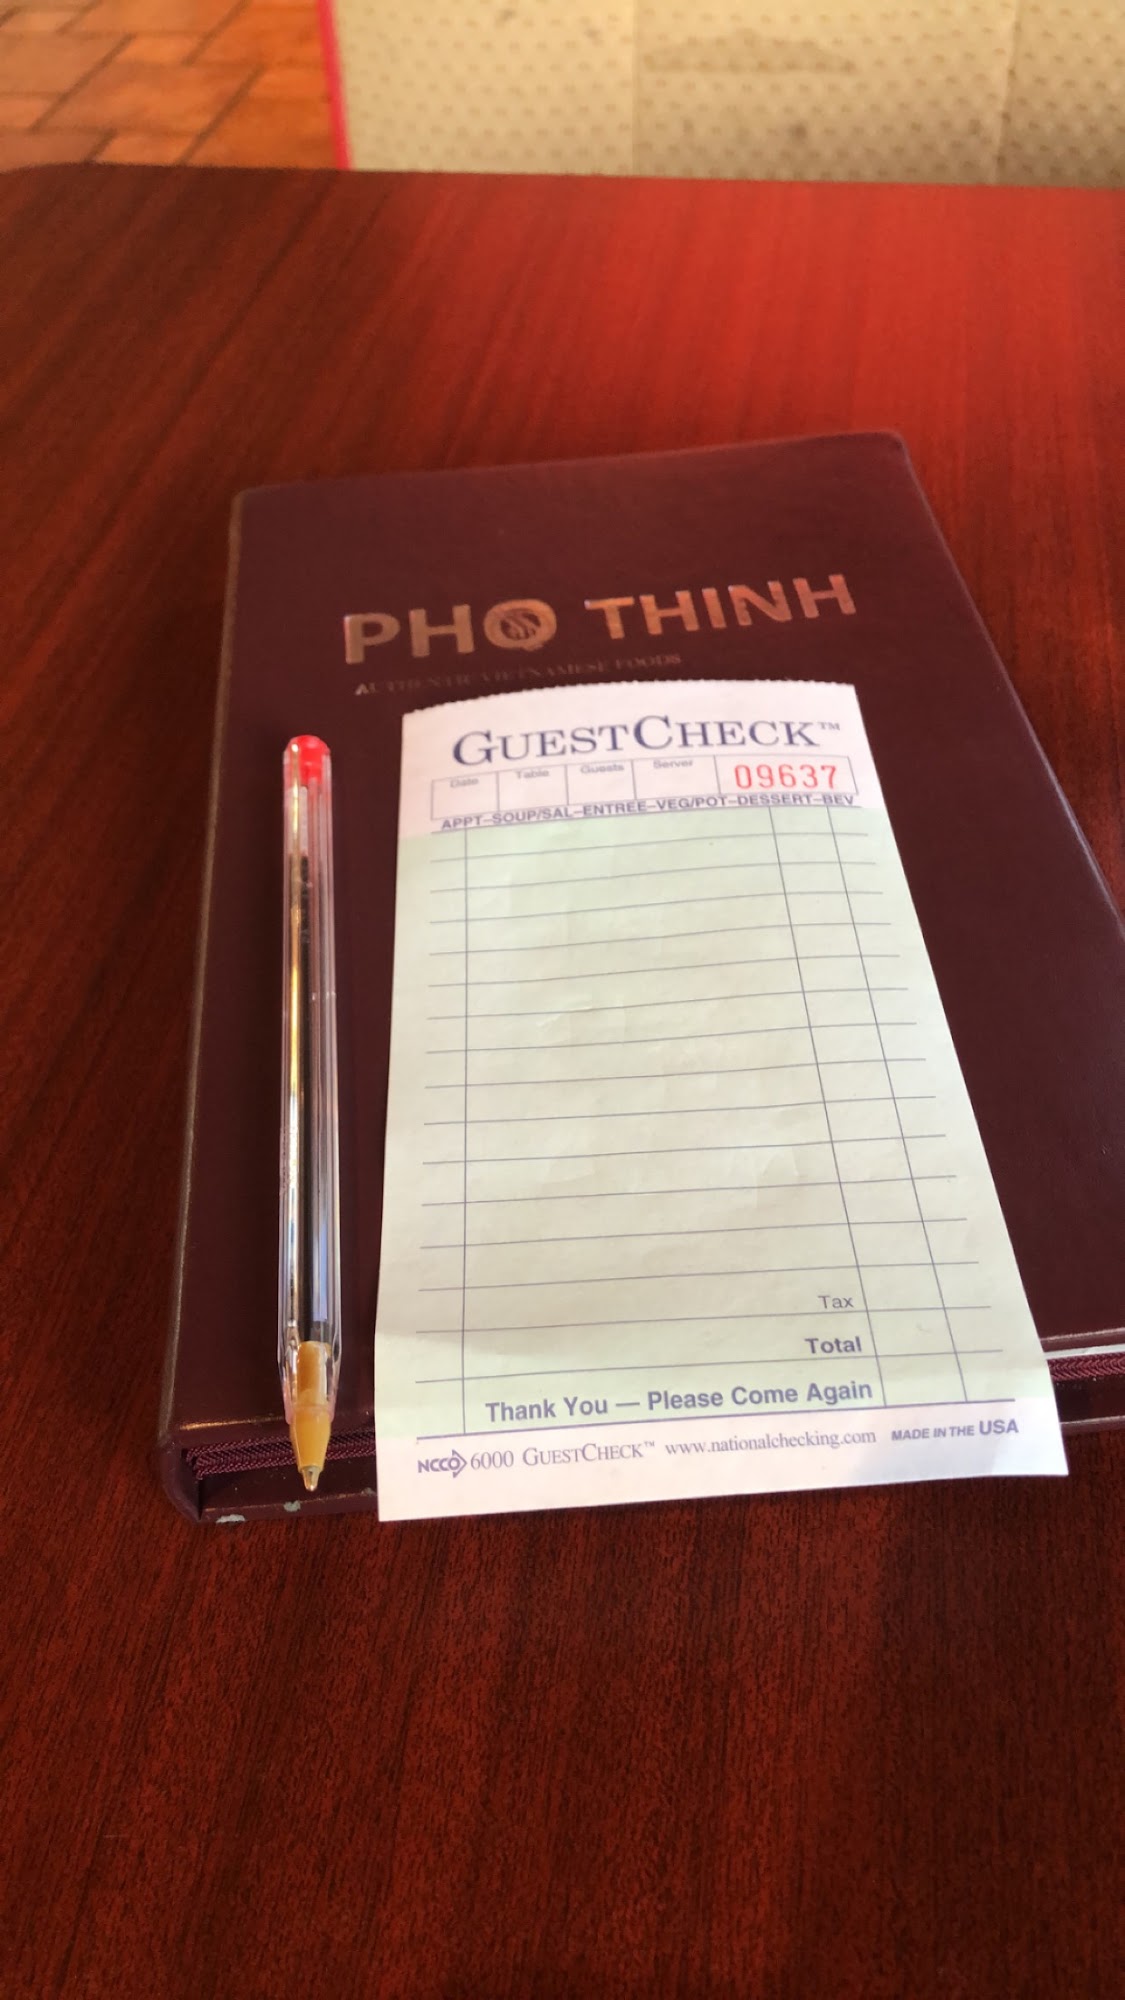 PHO THINH
AUTHENTIC VIETNAMESE FOODS
GUESTCHECK™
Date Table Guests Server 09637
APPT–SOUP/SAL–ENTREE–VEG/POT–DESSERT–BEV
Tax
Total
Thank You — Please Come Again
NCCO 6000 GUESTCHECK™ www.nationalchecking.com MADE IN THE USA